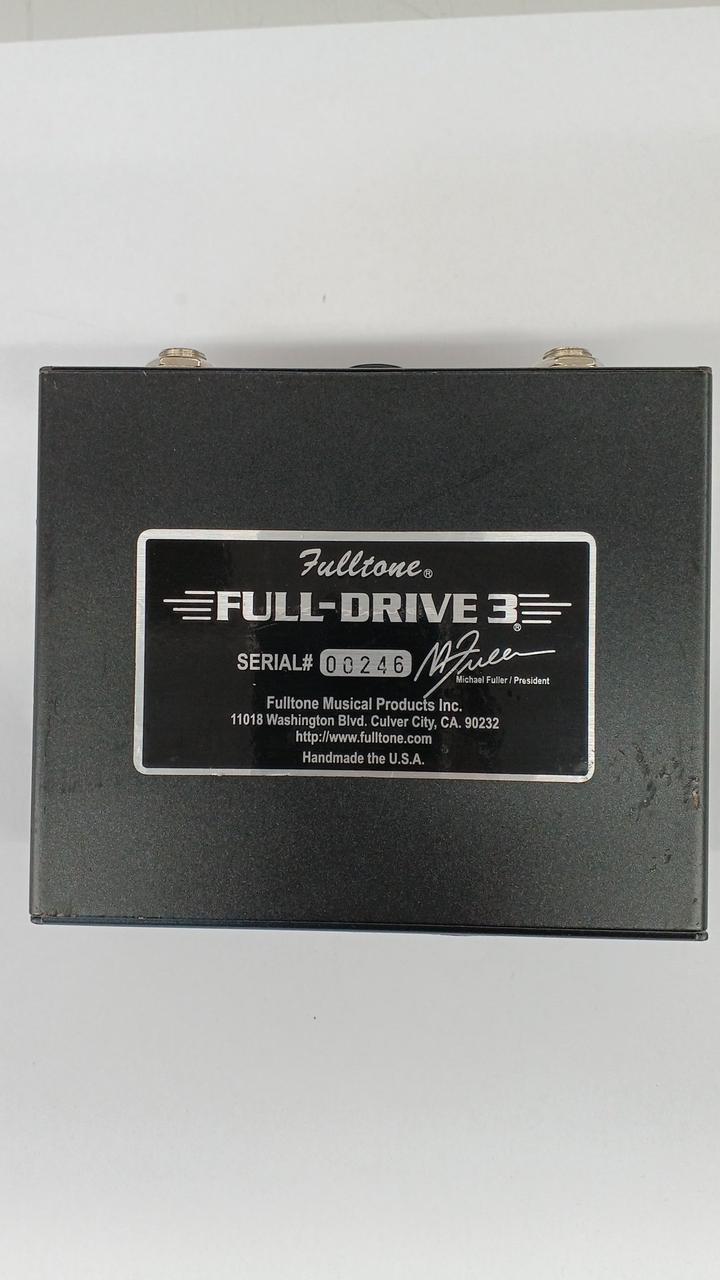 Fulltone®
FULL-DRIVE 3®
SERIAL# 00246 M Fuller
Michael Fuller / President
Fulltone Musical Products Inc.
11018 Washington Blvd. Culver City, CA. 90232
http://www.fulltone.com
Handmade the U.S.A.